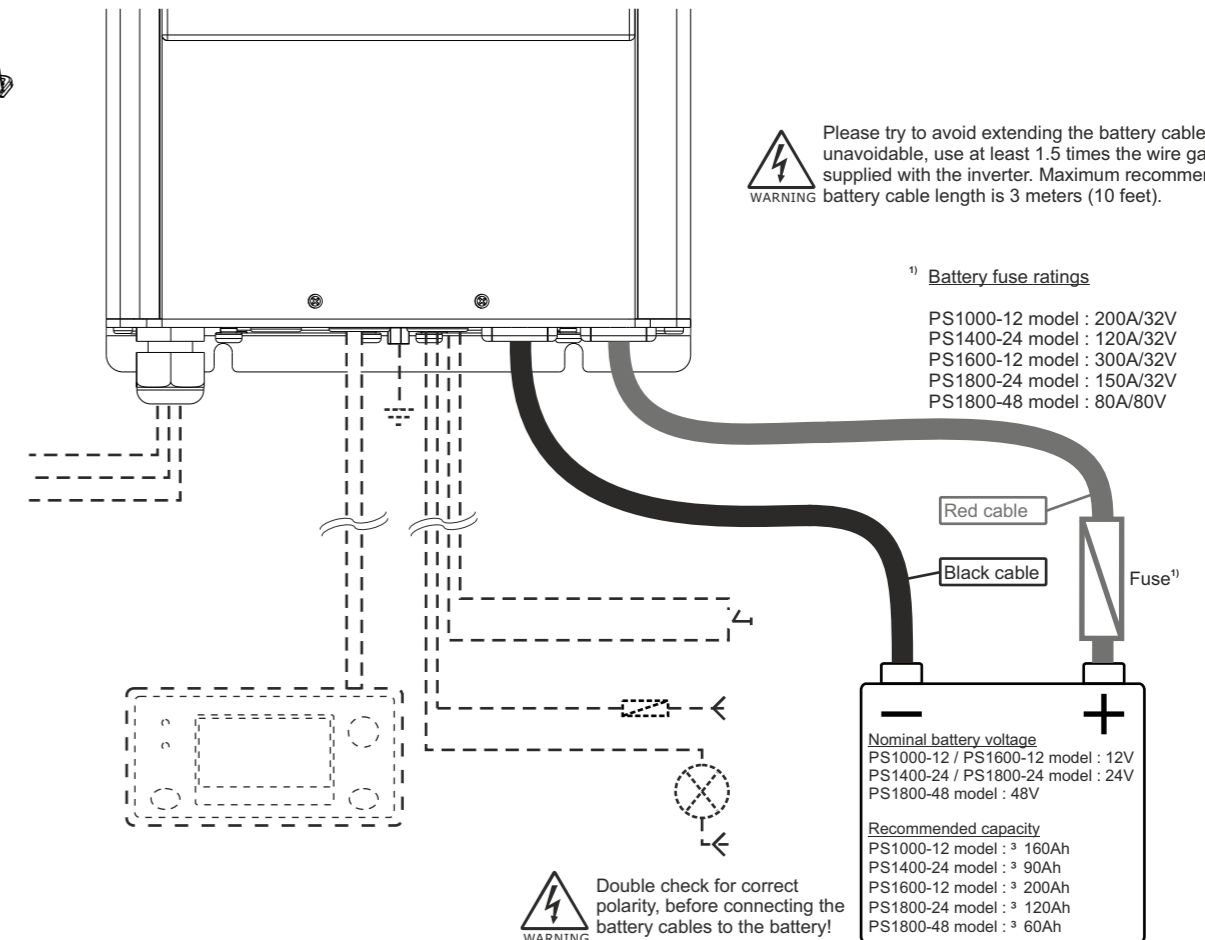 Please try to avoid extending the battery cable
unavoidable, use at least 1.5 times the wire
supplied with the inverter. Maximum
WARNING battery cable length is 3 meters (10 feet).
¹⁾ Battery fuse ratings
PS1000-12 model : 200A/32V
PS1400-24 model : 120A/32V
PS1600-12 model : 300A/32V
PS1800-24 model : 150A/32V
PS1800-48 model : 80A/80V
Red cable
Black cable
Fuse¹⁾
Nominal battery voltage
PS1000-12 / PS1600-12 model : 12V
PS1400-24 / PS1800-24 model : 24V
PS1800-48 model : 48V
Recommended capacity
PS1000-12 model : ³ 160Ah
PS1400-24 model : ³ 90Ah
PS1600-12 model : ³ 200Ah
PS1800-24 model : ³ 120Ah
PS1800-48 model : ³ 60Ah
Double check for correct
polarity, before connecting the
battery cables to the battery!
WARNING